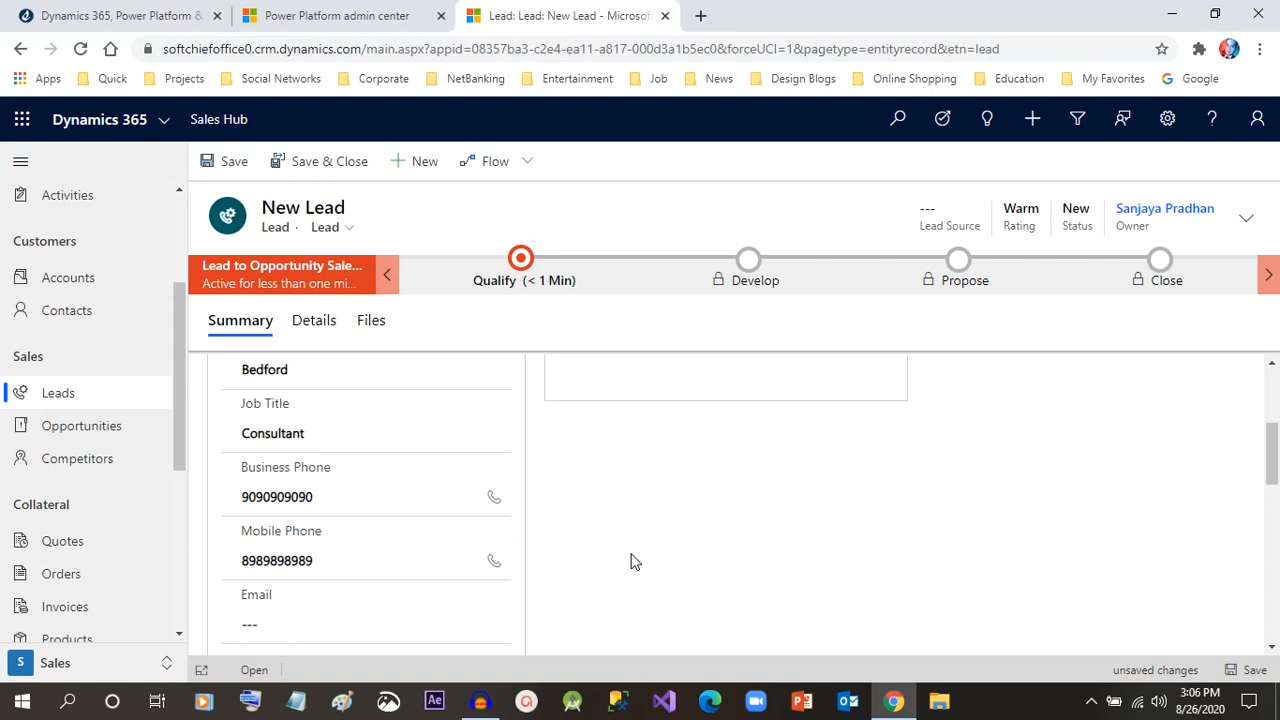 Dynamics 365, Power Platform &
Power Platform admin center
Lead: Lead: New Lead - Microsoft
softchiefoffice0.crm.dynamics.com/main.aspx?appid=08357ba3-c2e4-ea11-a817-000d3a1b5ec0&forceUCI=1&pagetype=entityrecord&etn=lead
Apps
Quick
Projects
Social Networks
Corporate
NetBanking
Entertainment
Job
News
Design Blogs
Online Shopping
Education
My Favorites
Google
Dynamics 365
Sales Hub
Save
Save & Close
New
Flow
Activities
Customers
Accounts
Contacts
Sales
Leads
Opportunities
Competitors
Collateral
Quotes
Orders
Invoices
Products
S
Sales
New Lead
Lead · Lead
---
Lead Source
Warm
Rating
New
Status
Sanjaya Pradhan
Owner
Lead to Opportunity Sale...
Active for less than one mi...
Qualify (< 1 Min)
Develop
Propose
Close
Summary
Details
Files
Bedford
Job Title
Consultant
Business Phone
9090909090
Mobile Phone
8989898989
Email
---
Open
unsaved changes
Save
Ae
3:06 PM
8/26/2020